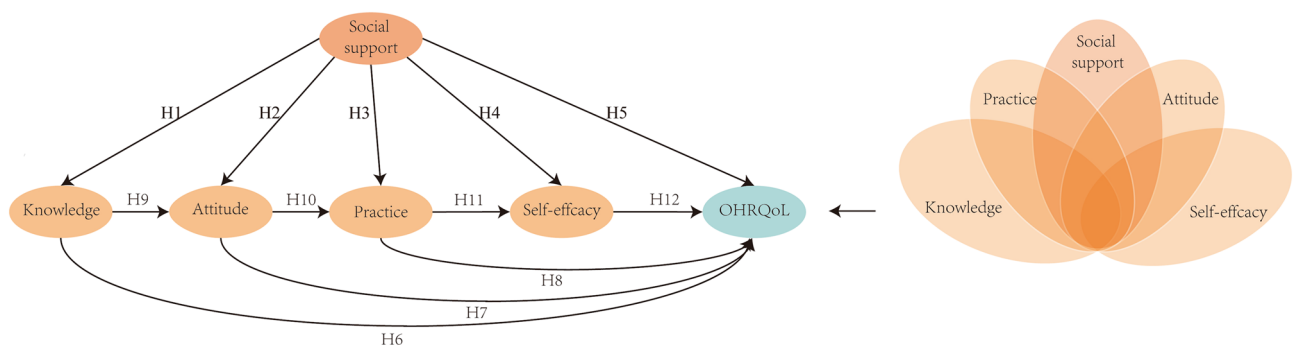 Social
support
H1
H2
H3
H4
H5
Knowledge
H9
Attitude
H10
Practice
H11
Self-effcacy
H12
OHRQoL
H8
H7
H6
Social
support
Practice
Attitude
Knowledge
Self-effcacy